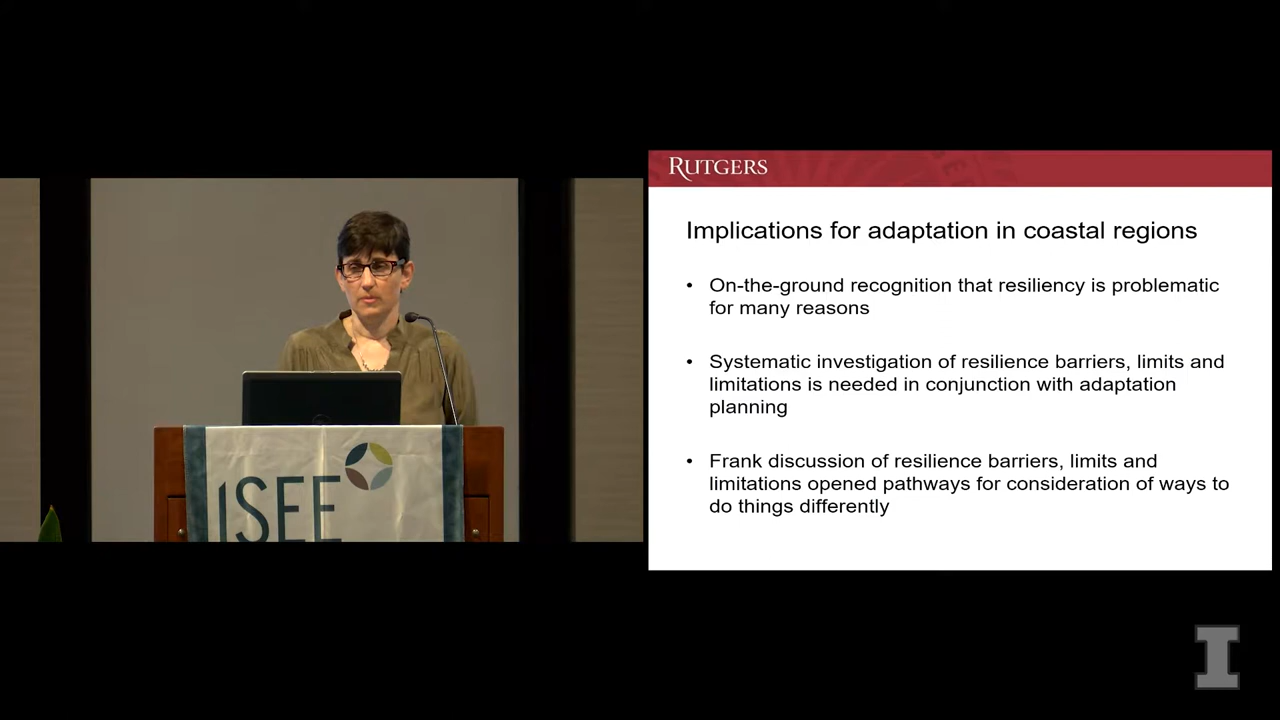 RUTGERS
Implications for adaptation in coastal regions
• On-the-ground recognition that resiliency is problematic
for many reasons
• Systematic investigation of resilience barriers, limits and
limitations is needed in conjunction with adaptation
planning
• Frank discussion of resilience barriers, limits and
limitations opened pathways for consideration of ways to
do things differently
ISEE
I